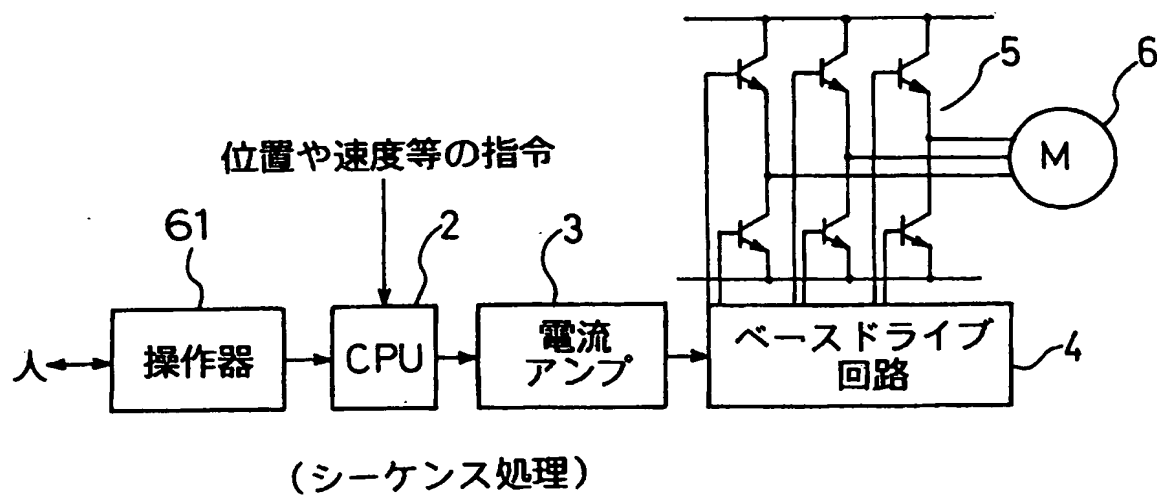 5
6
M
位置や速度等の指令
61
2
3
人
操作器
CPU
電流
アンプ
ベースドライブ
回路
4
(シーケンス処理)